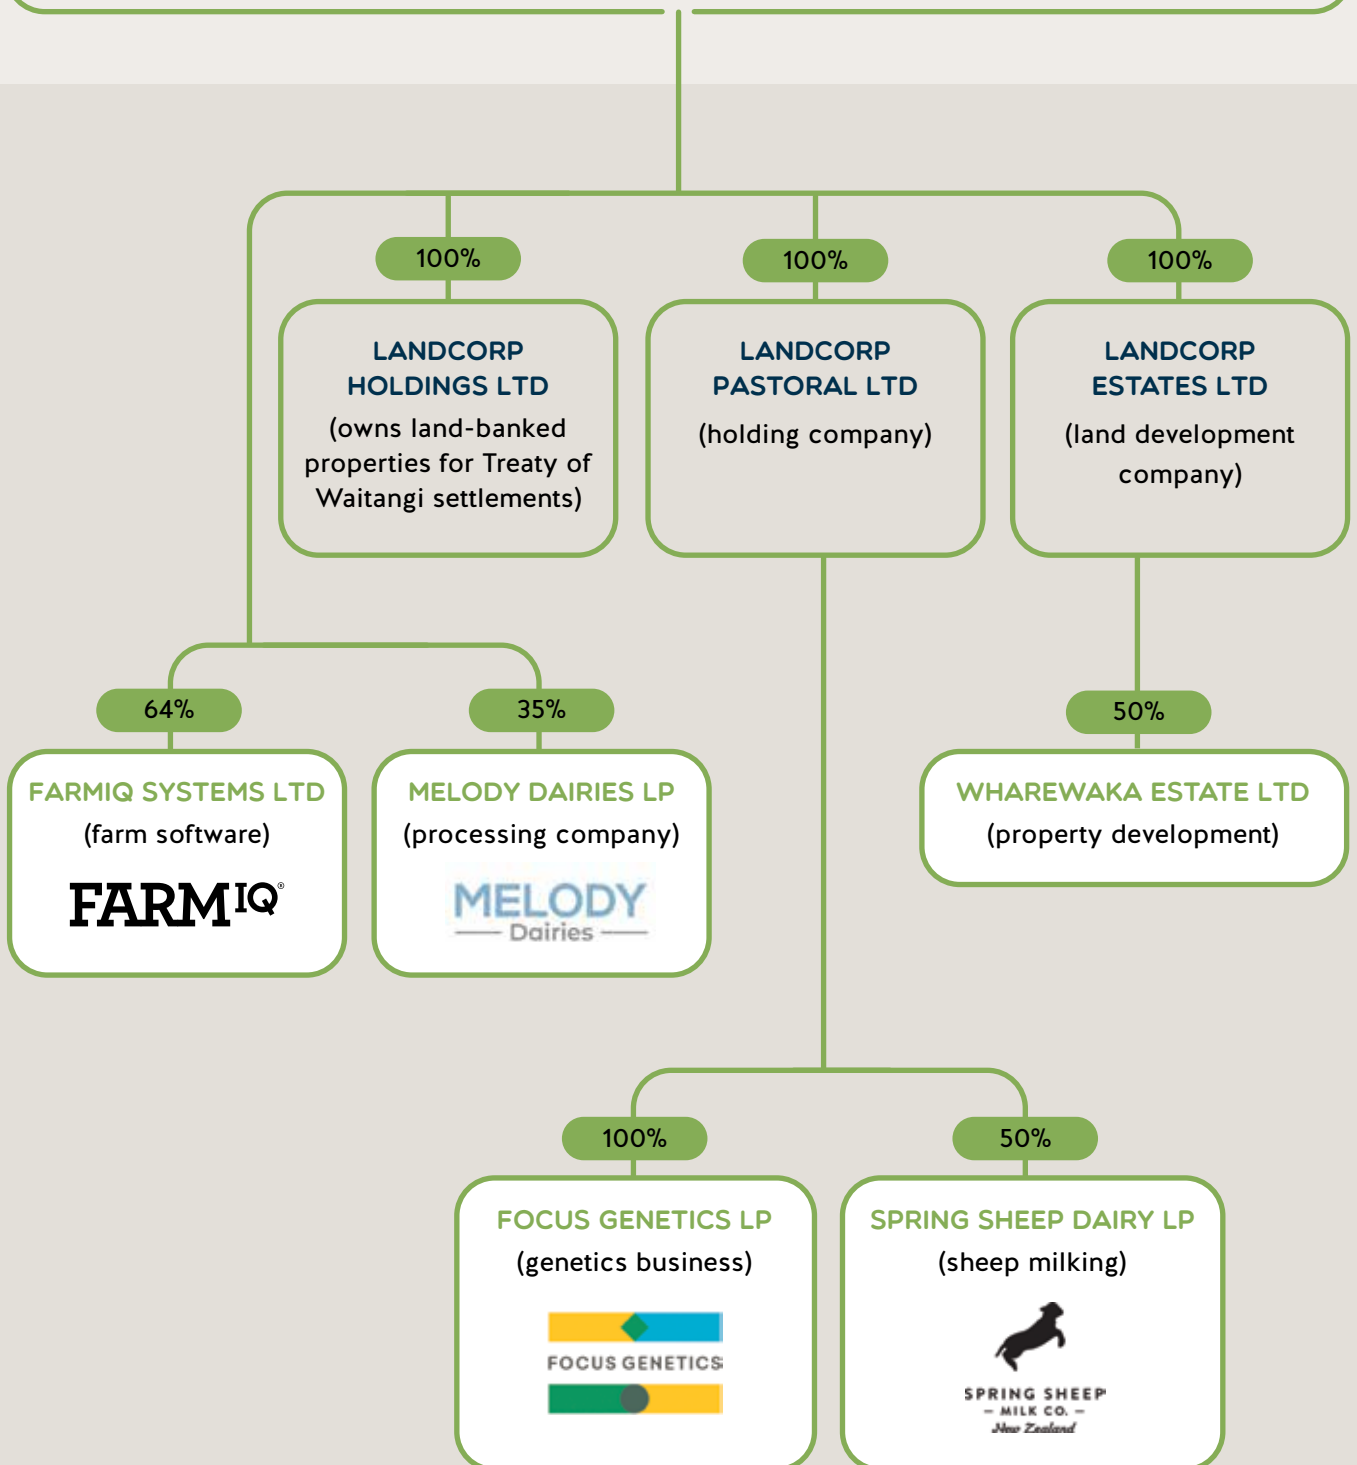 100%
LANDCORP
HOLDINGS LTD
(owns land-banked
properties for Treaty of
Waitangi settlements)
100%
LANDCORP
PASTORAL LTD
(holding company)
100%
LANDCORP
ESTATES LTD
(land development
company)
64%
FARMIQ SYSTEMS LTD
(farm software)
FARM IQ®
35%
MELODY DAIRIES LP
(processing company)
MELODY
Dairies
50%
WHAREWAKA ESTATE LTD
(property development)
100%
FOCUS GENETICS LP
(genetics business)
FOCUS GENETICS
50%
SPRING SHEEP DAIRY LP
(sheep milking)
SPRING SHEEP
– MILK CO. –
New Zealand